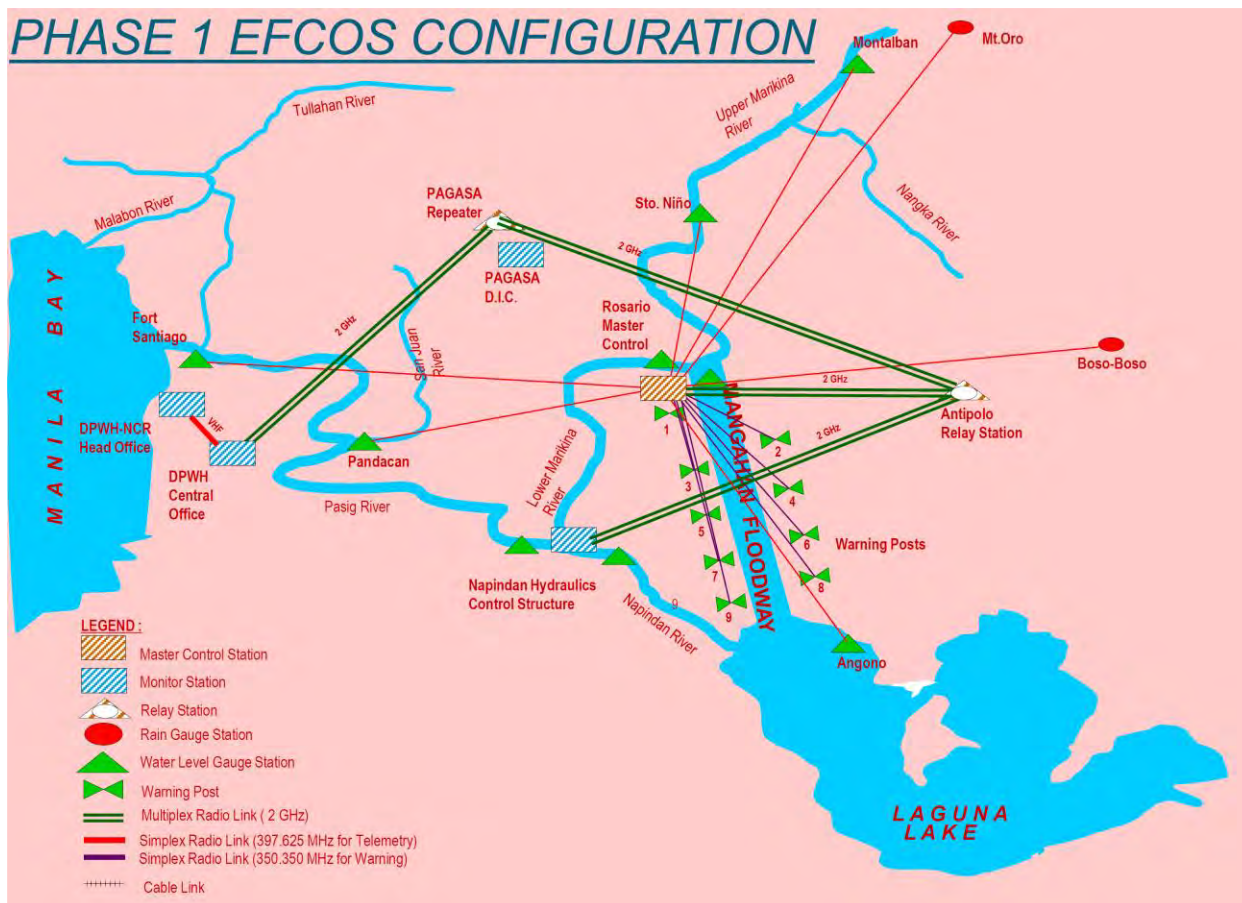 PHASE 1 EFCOS CONFIGURATION
Montalban
Mt.Oro
Tullahan River
Upper Marikina
River
Malabon River
PAGASA
Repeater
Sto. Niño
Nangka River
2 GHz
PAGASA
D.I.C.
MANILA BAY
Fort
Santiago
2 GHz
San Juan
River
Rosario
Master
Control
Boso-Boso
2 GHz
DPWH-NCR
Head Office
VHF
Antipolo
Relay Station
MANGAHAN FLOODWAY
1
2
2 GHz
DPWH
Central
Office
Pandacan
Lower Marikina
River
3
4
Pasig River
5
6
Warning Posts
7
8
Napindan Hydraulics
Control Structure
9
9
Napindan River
Angono
LEGEND :
Master Control Station
Monitor Station
Relay Station
Rain Gauge Station
Water Level Gauge Station
Warning Post
Multiplex Radio Link ( 2 GHz)
Simplex Radio Link (397.625 MHz for Telemetry)
Simplex Radio Link (350.350 MHz for Warning)
Cable Link
LAGUNA
LAKE